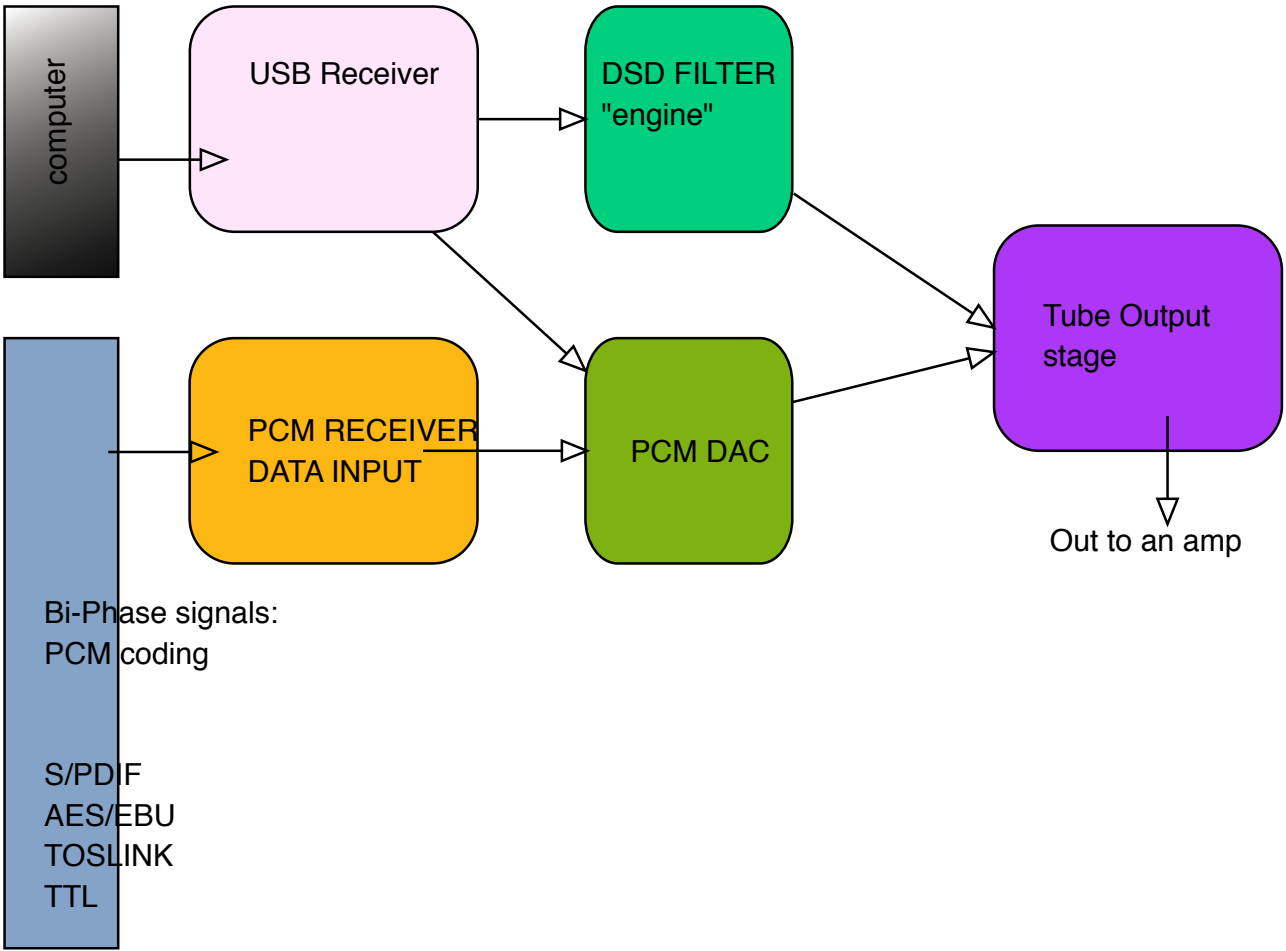 computer
USB Receiver
DSD FILTER
"engine"
Tube Output
stage
PCM RECEIVER
DATA INPUT
PCM DAC
Out to an amp
Bi-Phase signals:
PCM coding
S/PDIF
AES/EBU
TOSLINK
TTL